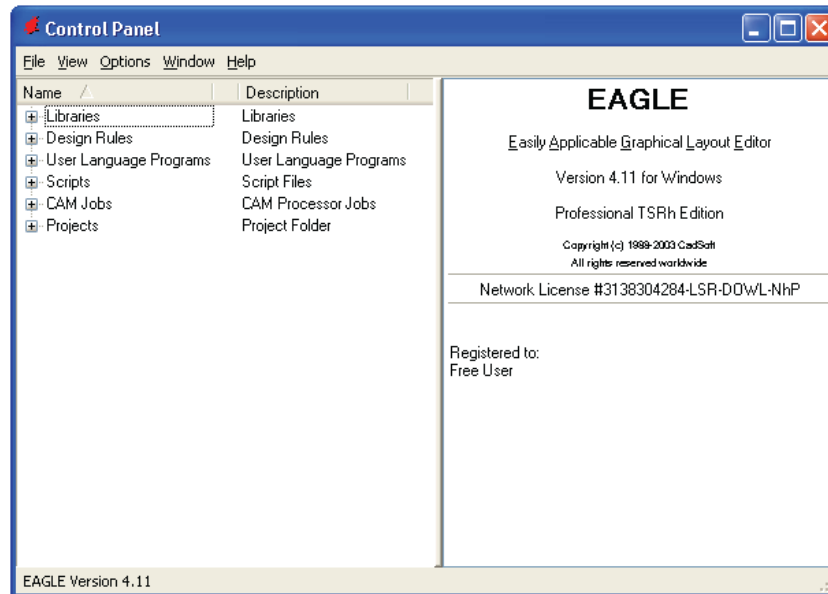 Control Panel
File View Options Window Help
Name Description
Libraries Libraries
Design Rules Design Rules
User Language Programs User Language Programs
Scripts Script Files
CAM Jobs CAM Processor Jobs
Projects Project Folder
EAGLE
Easily Applicable Graphical Layout Editor
Version 4.11 for Windows
Professional TSRh Edition
Copyright (c) 1988-2003 CadSoft
All rights reserved worldwide
Network License #3138304284-LSR-DOWL-NhP
Registered to:
Free User
EAGLE Version 4.11